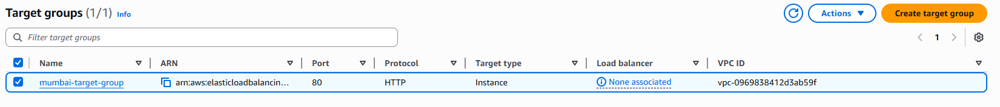 Target groups (1/1) Info
Actions
Create target group
Filter target groups
1
Name ARN Port Protocol Target type Load balancer VPC ID
mumbai-target-group arn:aws:elasticloadbalancin... 80 HTTP Instance None associated vpc-0969838412d3ab59f